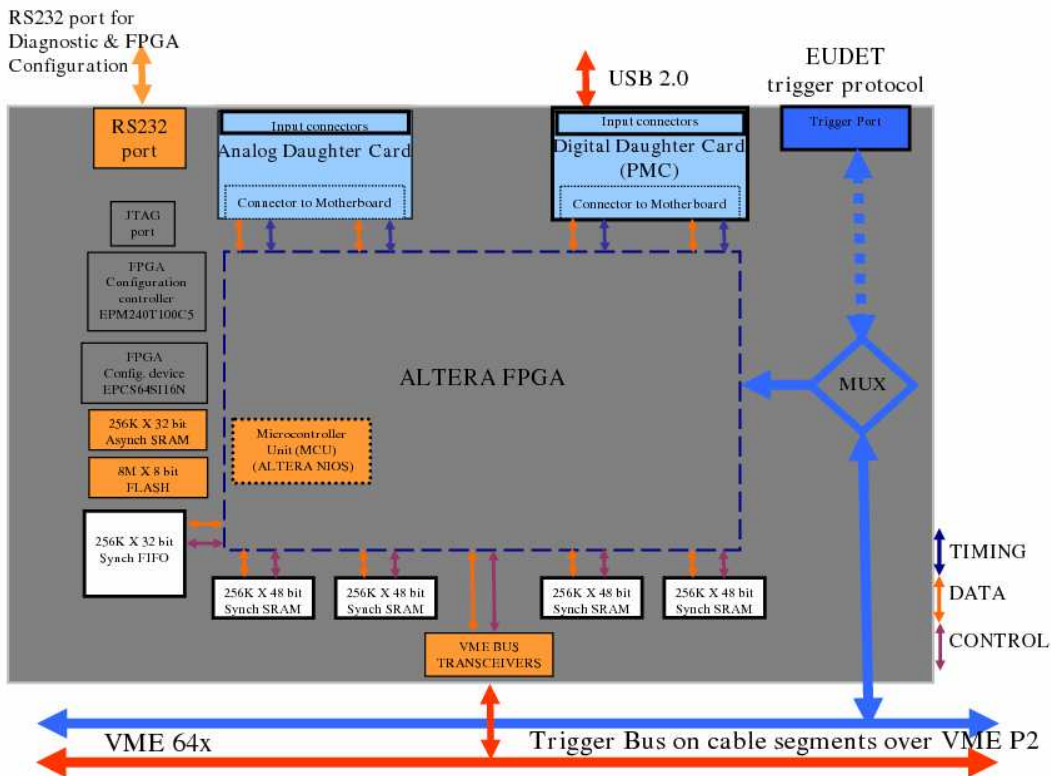 RS232 port for
Diagnostic & FPGA
Configuration
USB 2.0
EUDET
trigger protocol
RS232
port
Input connectors
Analog Daughter Card
Connector to Motherboard
Input connectors
Digital Daughter Card
(PMC)
Connector to Motherboard
Trigger Port
JTAG
port
FPGA
Configuration
controller
EPM240T100C5
FPGA
Config. device
EPCS64SI16N
ALTERA FPGA
MUX
256K X 32 bit
Asynch SRAM
8M X 8 bit
FLASH
Microcontroller
Unit (MCU)
(ALTERA NIOS)
256K X 32 bit
Synch FIFO
256K X 48 bit
Synch SRAM
256K X 48 bit
Synch SRAM
256K X 48 bit
Synch SRAM
256K X 48 bit
Synch SRAM
VME BUS
TRANSCEIVERS
TIMING
DATA
CONTROL
VME 64x
Trigger Bus on cable segments over VME P2